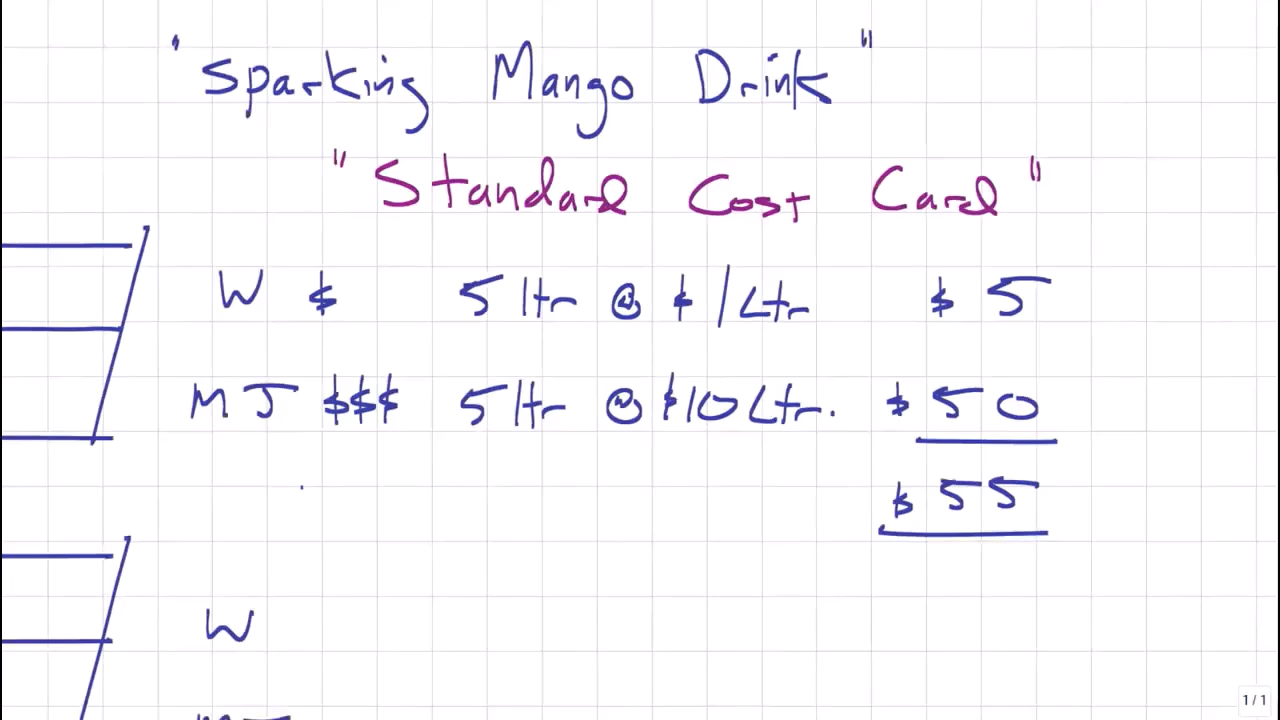 "Sparking Mango Drink"
"Standard Cost Card"
W $ 5 ltr @ $1/Ltr $5
MJ $$$ 5 ltr @ $10 Ltr. $50
$55
W
MJ
1/1